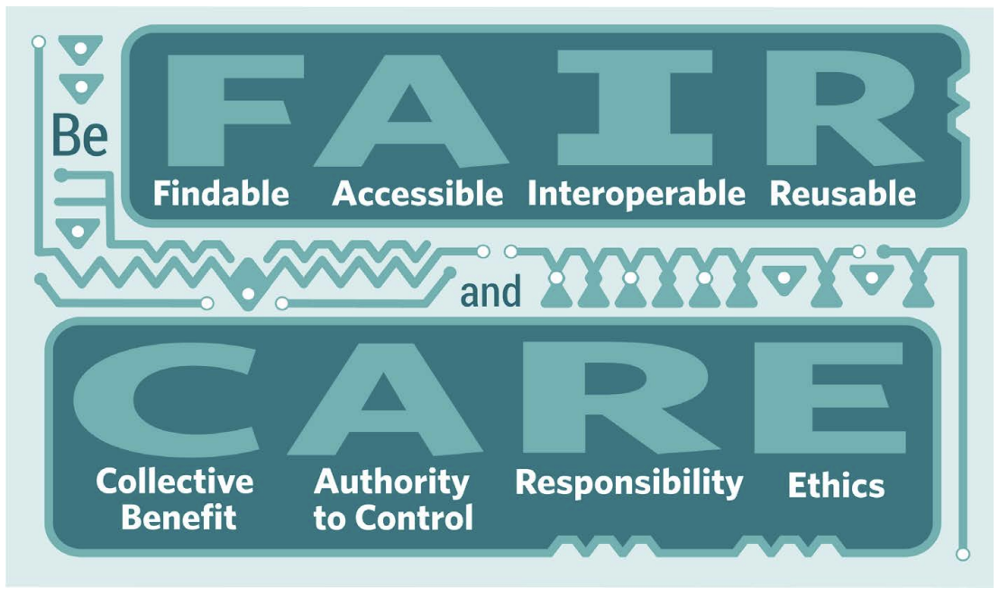 Be
FAIR
Findable Accessible Interoperable Reusable
and
CARE
Collective Benefit Authority to Control Responsibility Ethics